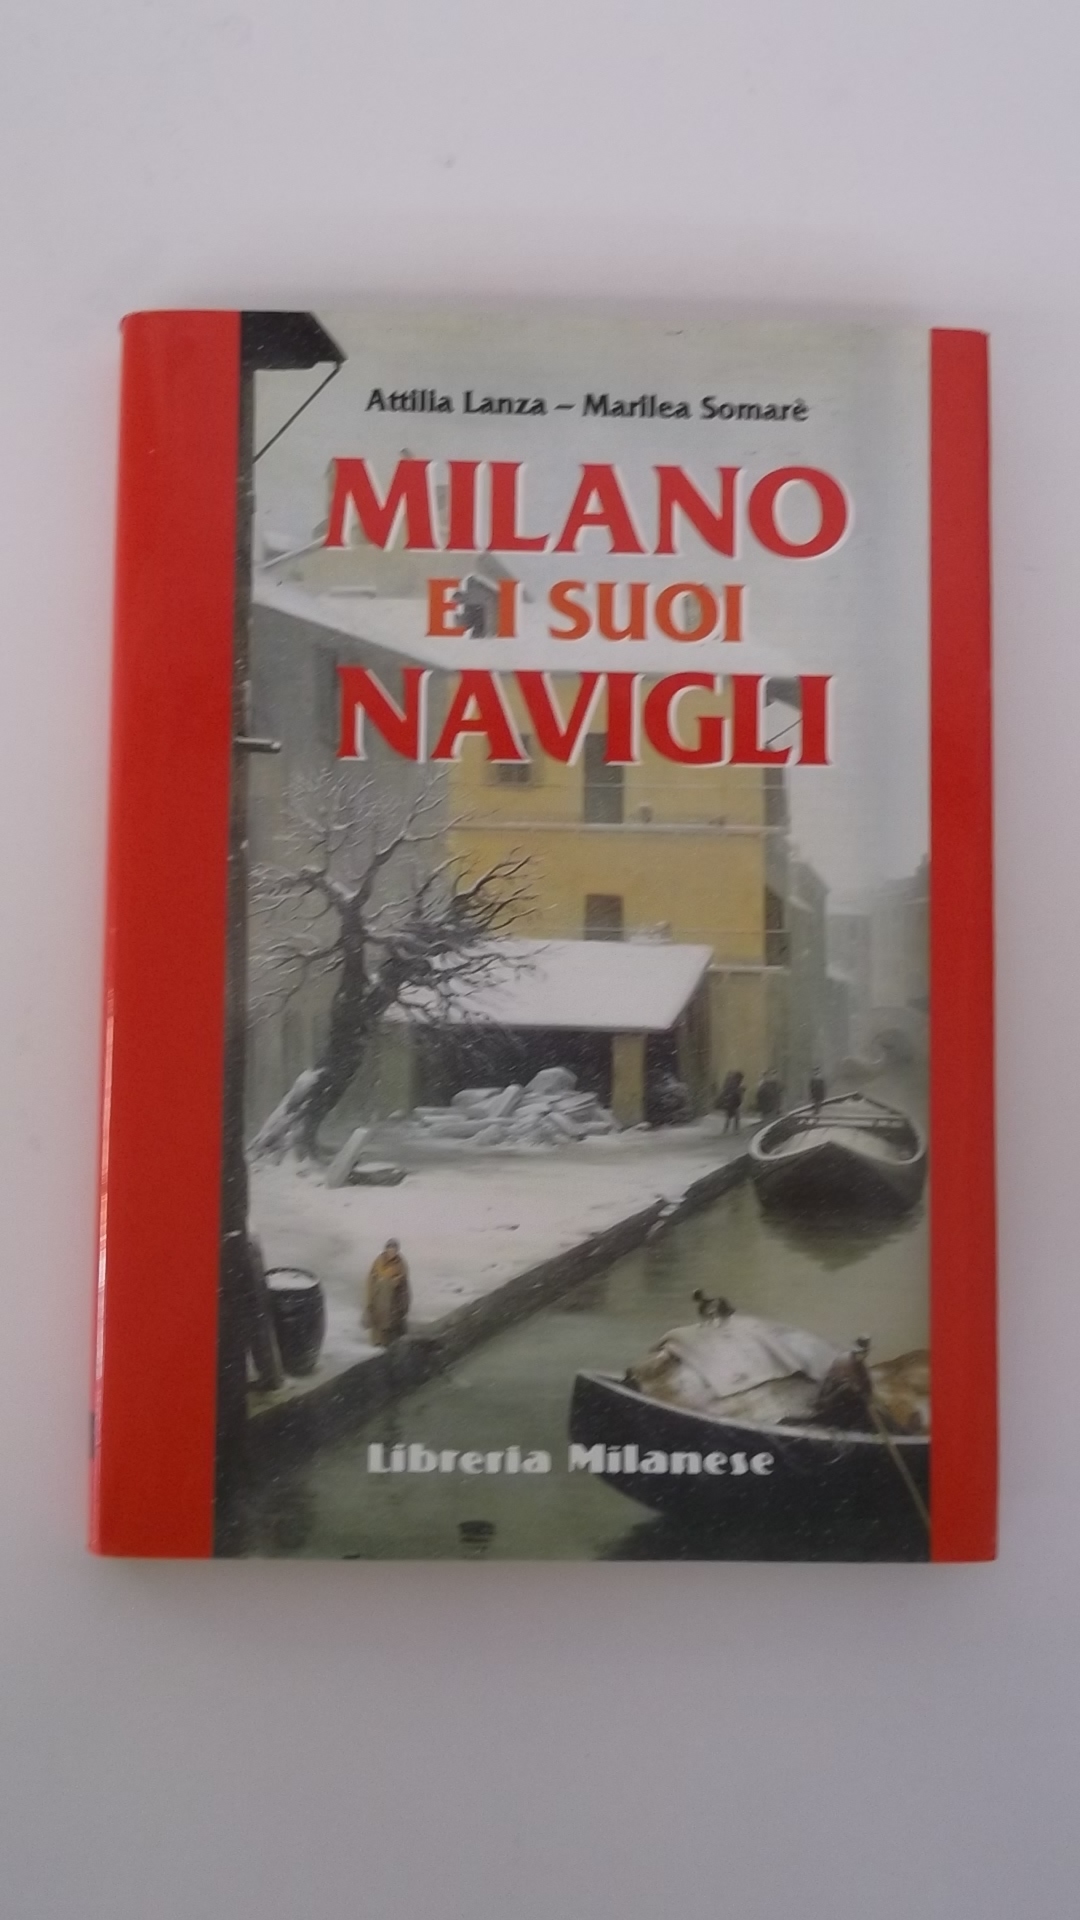 Attilia Lanza – Marilea Somarè
MILANO
E I SUOI
NAVIGLI
Libreria Milanese